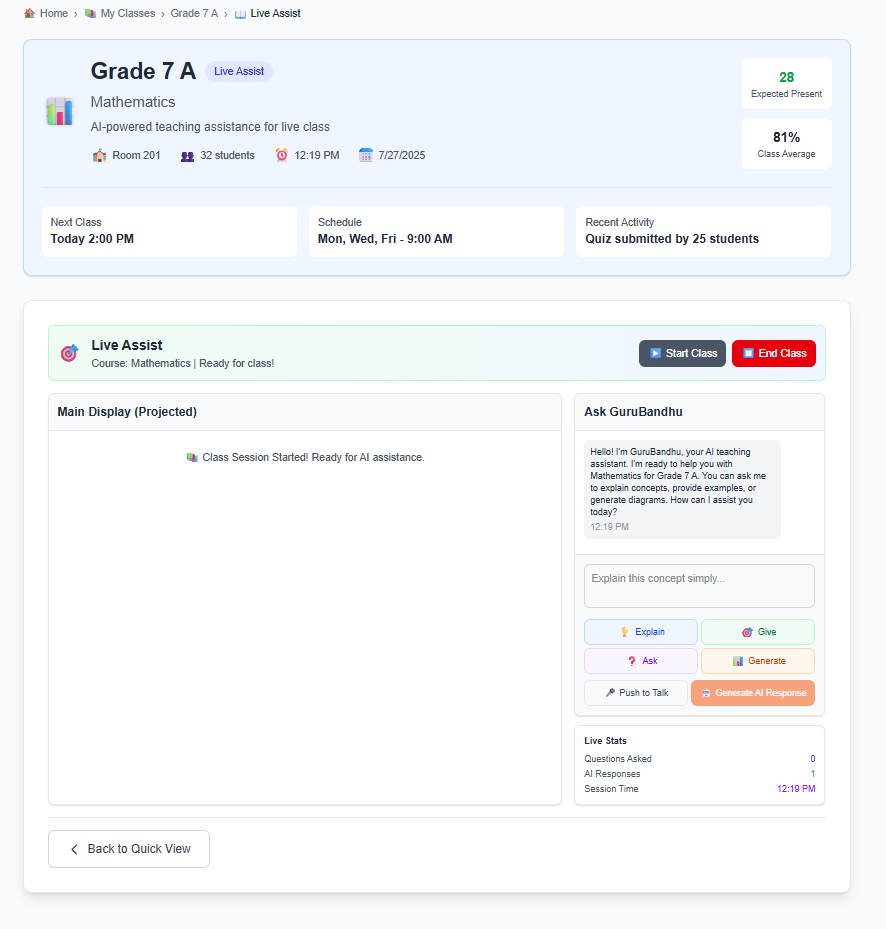 Home › My Classes › Grade 7 A › Live Assist
Grade 7 A Live Assist
Mathematics
AI-powered teaching assistance for live class
Room 201 32 students 12:19 PM 7/27/2025
28
Expected Present
81%
Class Average
Next Class
Today 2:00 PM
Schedule
Mon, Wed, Fri - 9:00 AM
Recent Activity
Quiz submitted by 25 students
Live Assist
Course: Mathematics | Ready for class!
Start Class
End Class
Main Display (Projected)
Class Session Started! Ready for AI assistance.
Ask GuruBandhu
Hello! I'm GuruBandhu, your AI teaching
assistant. I'm ready to help you with
Mathematics for Grade 7 A. You can ask me
to explain concepts, provide examples, or
generate diagrams. How can I assist you
today?
12:19 PM
Explain this concept simply...
Explain
Give
Ask
Generate
Push to Talk
Generate AI Response
Live Stats
Questions Asked 0
AI Responses 1
Session Time 12:19 PM
Back to Quick View